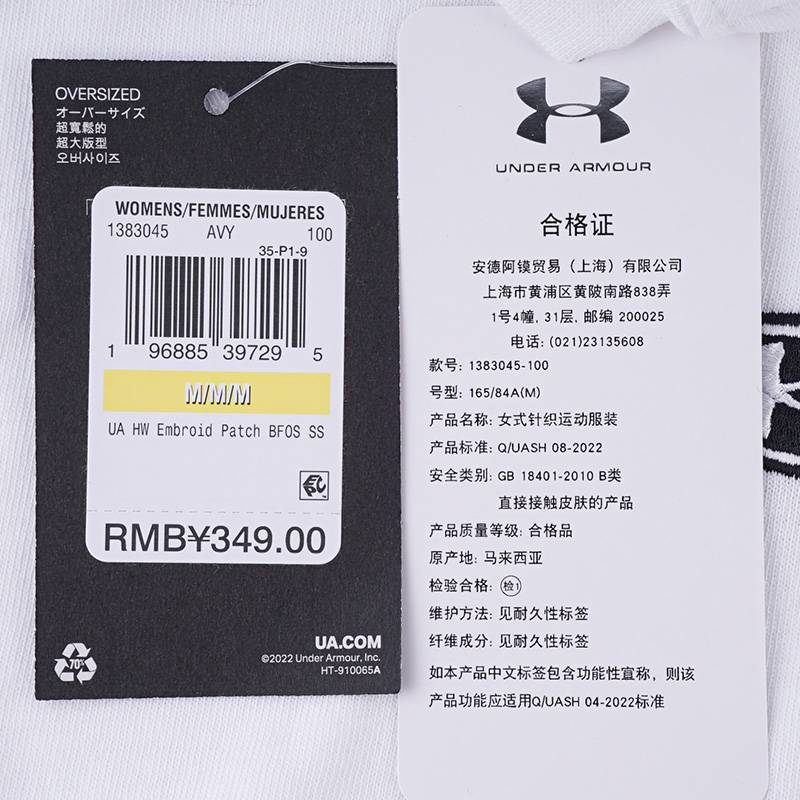 OVERSIZED
オーバーサイズ
超寬鬆的
超大版型
오버사이즈
WOMENS/FEMMES/MUJERES
1383045 AVY 100
35-P1-9
1 96885 39729 5
M/M/M
UA HW Embroid Patch BFOS SS
RMB¥349.00
70%
UA.COM
©2022 Under Armour, Inc.
HT-910065A
UNDER ARMOUR
合格证
安德阿镆贸易（上海）有限公司
上海市黄浦区黄陂南路838弄
1号4幢, 31层, 邮编 200025
电话: (021)23135608
款号: 1383045-100
号型: 165/84A(M)
产品名称: 女式针织运动服装
产品标准: Q/UASH 08-2022
安全类别: GB 18401-2010 B类
直接接触皮肤的产品
产品质量等级: 合格品
原产地: 马来西亚
检验合格: 检1
维护方法: 见耐久性标签
纤维成分: 见耐久性标签
如本产品中文标签包含功能性宣称，则该
产品功能应适用Q/UASH 04-2022标准